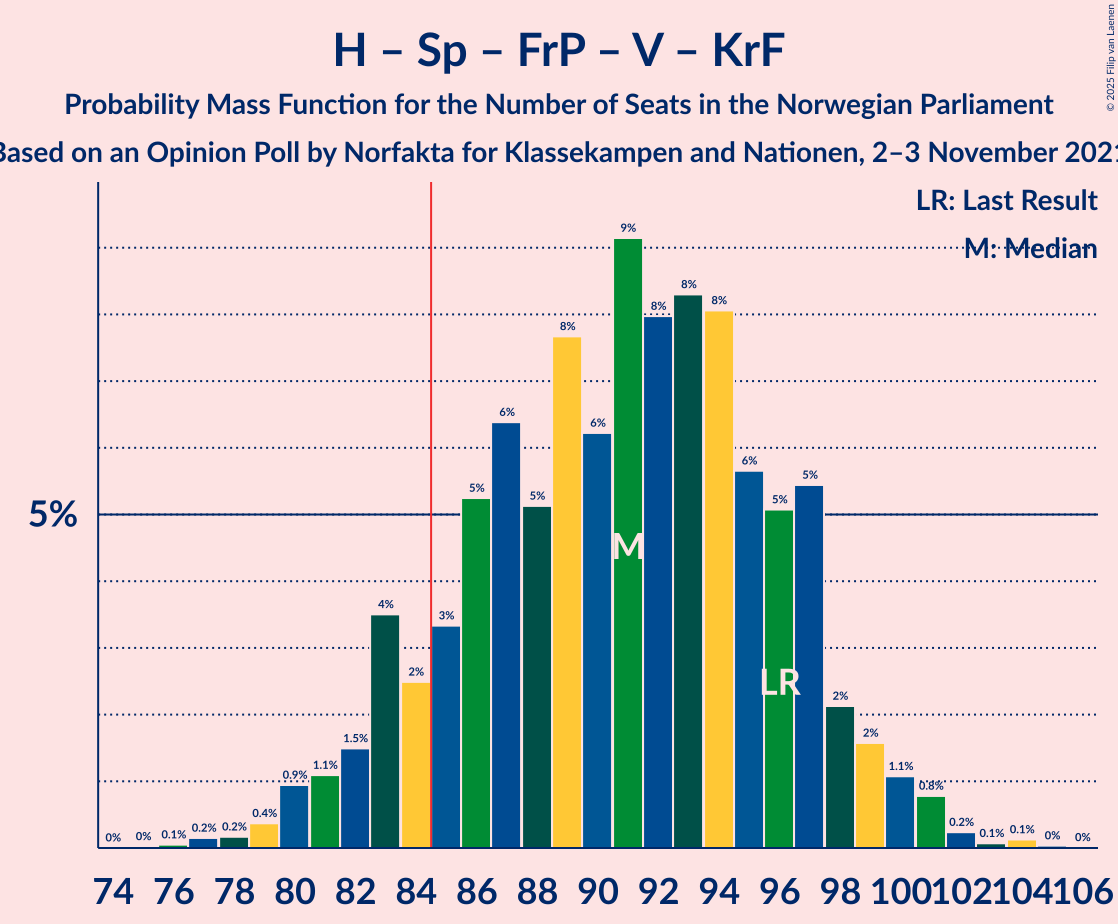 H – Sp – FrP – V – KrF
Probability Mass Function for the Number of Seats in the Norwegian Parliament
Based on an Opinion Poll by Norfakta for Klassekampen and Nationen, 2–3 November 2021
© 2025 Filip van Laenen
LR: Last Result
M: Median
5%
0% 0% 0.1% 0.2% 0.2% 0.4% 0.9% 1.1% 1.5% 4% 2% 3% 5% 6% 5% 8% 6% 9% 8% 8% 8% 6% 5% 5% 2% 2% 1.1% 0.8% 0.2% 0.1% 0.1% 0% 0%
M
LR
74 76 78 80 82 84 86 88 90 92 94 96 98 100 102 104 106